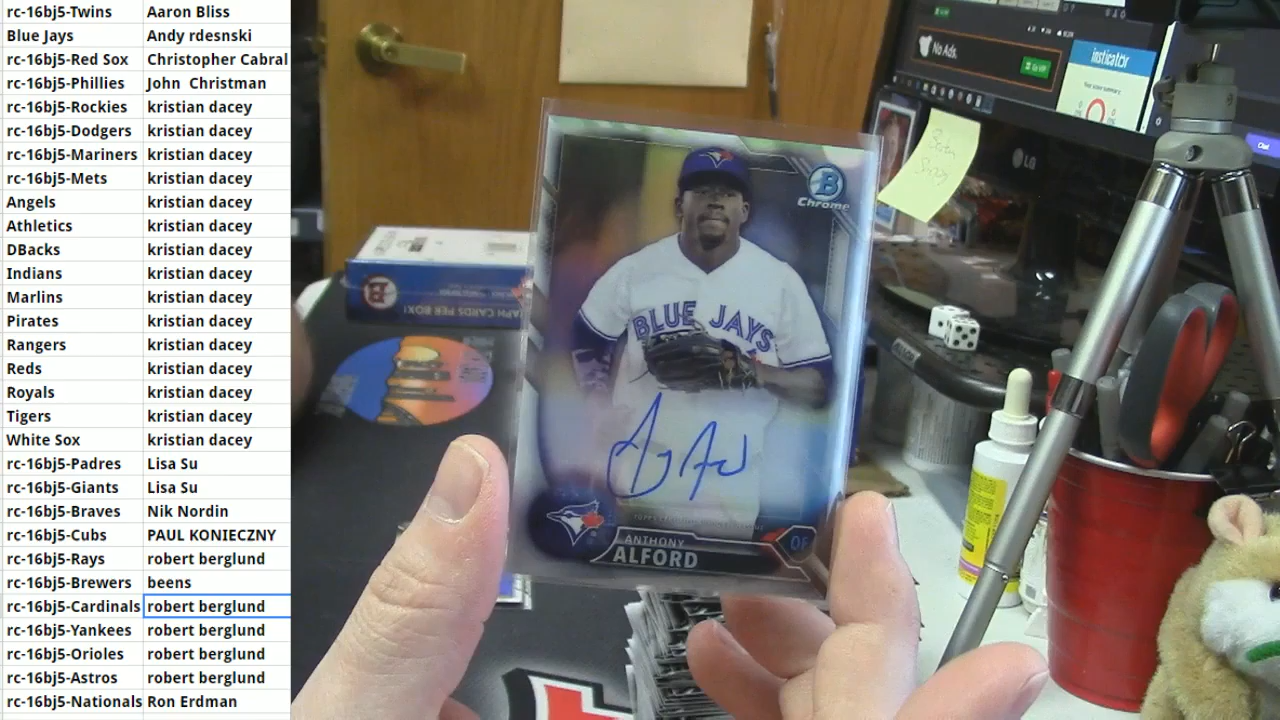 rc-16bj5-Twins Aaron Bliss
Blue Jays Andy rdesnski
rc-16bj5-Red Sox Christopher Cabral
rc-16bj5-Phillies John Christman
rc-16bj5-Rockies kristian dacey
rc-16bj5-Dodgers kristian dacey
rc-16bj5-Mariners kristian dacey
rc-16bj5-Mets kristian dacey
Angels kristian dacey
Athletics kristian dacey
DBacks kristian dacey
Indians kristian dacey
Marlins kristian dacey
Pirates kristian dacey
Rangers kristian dacey
Reds kristian dacey
Royals kristian dacey
Tigers kristian dacey
White Sox kristian dacey
rc-16bj5-Padres Lisa Su
rc-16bj5-Giants Lisa Su
rc-16bj5-Braves Nik Nordin
rc-16bj5-Cubs PAUL KONIECZNY
rc-16bj5-Rays robert berglund
rc-16bj5-Brewers beens
rc-16bj5-Cardinals robert berglund
rc-16bj5-Yankees robert berglund
rc-16bj5-Orioles robert berglund
rc-16bj5-Astros robert berglund
rc-16bj5-Nationals Ron Erdman
No Ads.
insticator
LG
B
Chrome
BLUE JAYS
APH CARDS PER BOX!
B
ANTHONY
ALFORD
OF